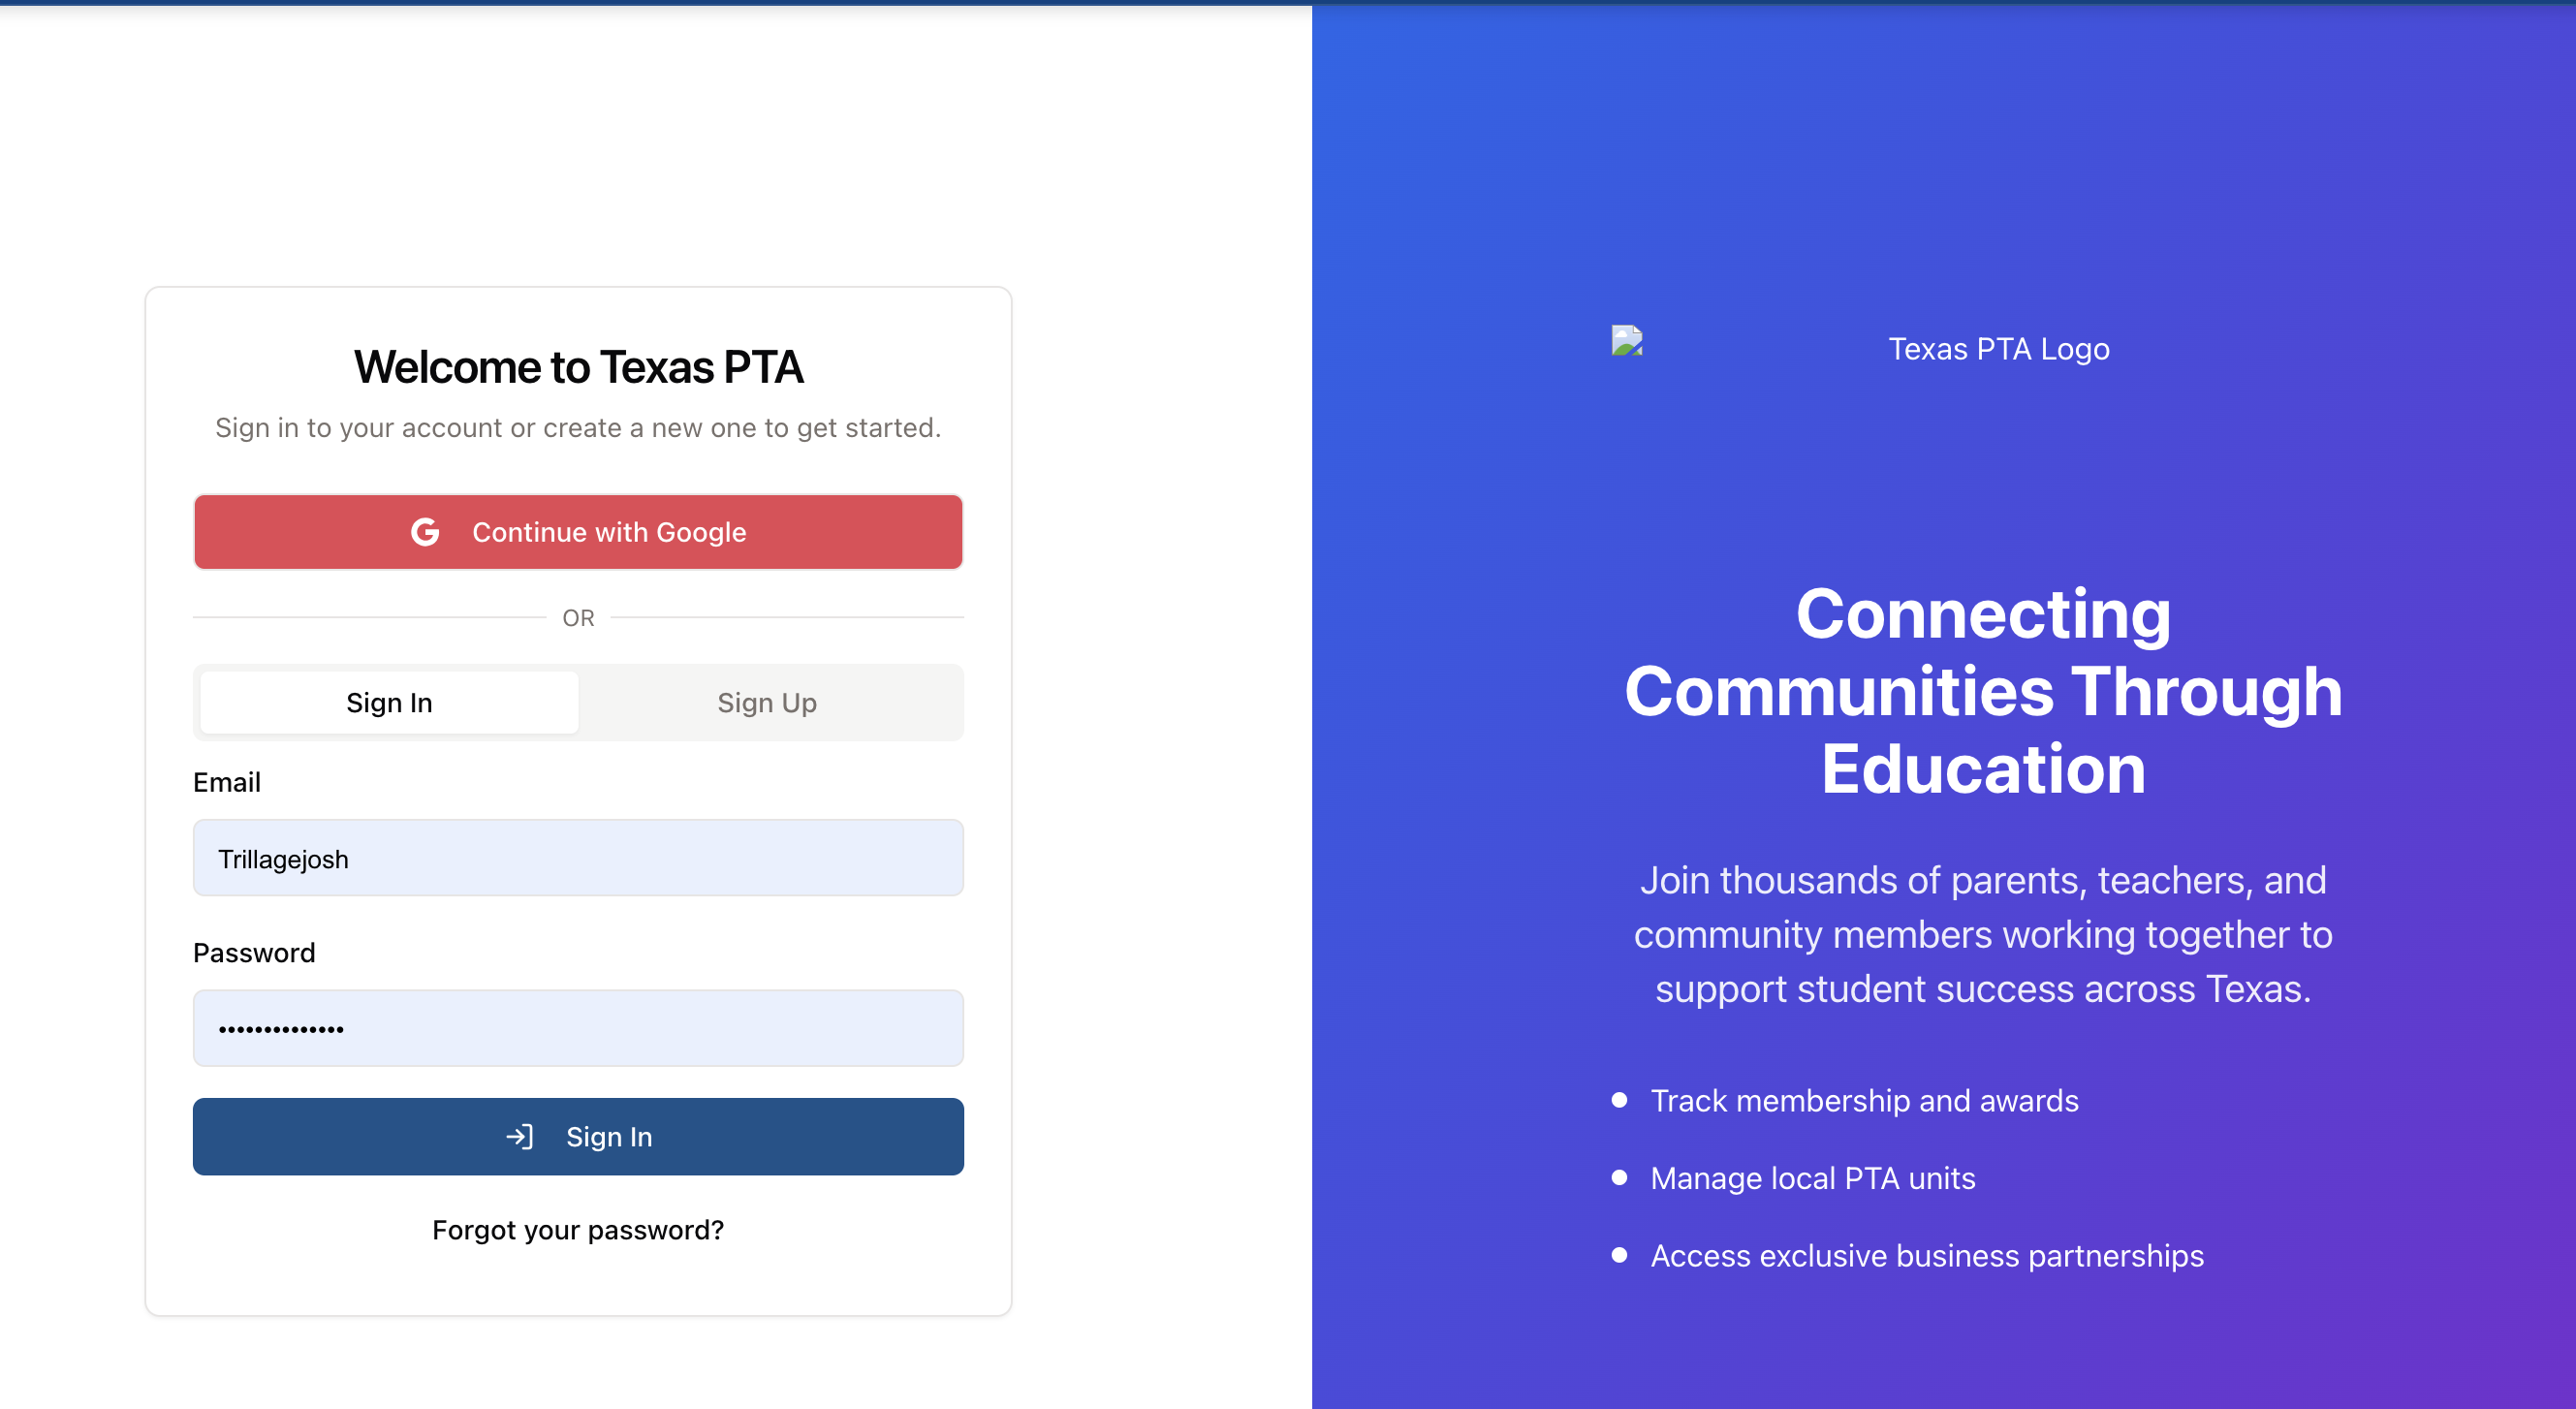 Welcome to Texas PTA
Sign in to your account or create a new one to get started.
Continue with Google
OR
Sign In
Sign Up
Email
Trillagejosh
Password
••••••••••••••
Sign In
Forgot your password?
Texas PTA Logo
Connecting
Communities Through
Education
Join thousands of parents, teachers, and
community members working together to
support student success across Texas.
Track membership and awards
Manage local PTA units
Access exclusive business partnerships